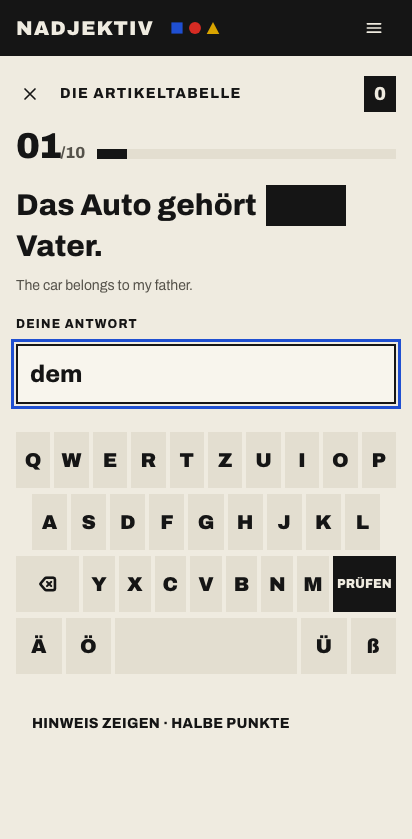 NADJEKTIV
DIE ARTIKELTABELLE
0
01/10
Das Auto gehört
Vater.
The car belongs to my father.
DEINE ANTWORT
dem
Q W E R T Z U I O P
A S D F G H J K L
Y X C V B N M PRÜFEN
Ä Ö Ü ß
HINWEIS ZEIGEN · HALBE PUNKTE